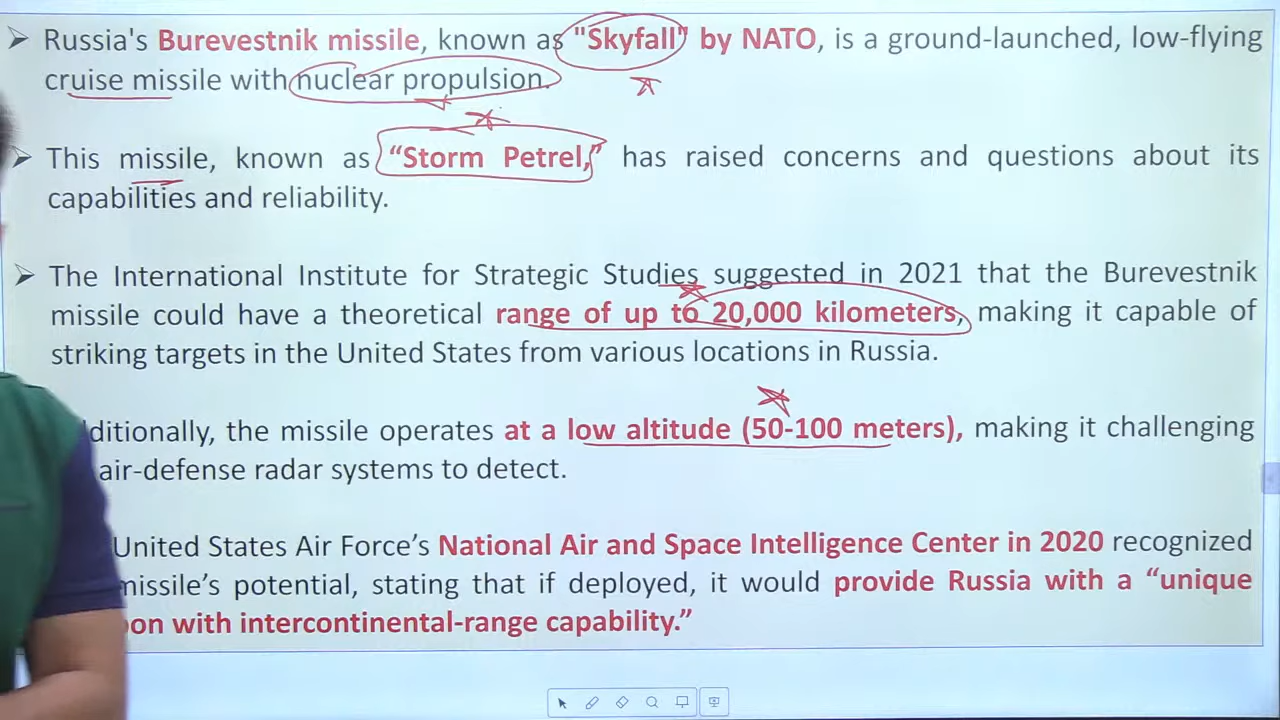 ➢ Russia's Burevestnik missile, known as "Skyfall" by NATO, is a ground-launched, low-flying
cruise missile with nuclear propulsion.
➢ This missile, known as “Storm Petrel,” has raised concerns and questions about its
capabilities and reliability.
➢ The International Institute for Strategic Studies suggested in 2021 that the Burevestnik
missile could have a theoretical range of up to 20,000 kilometers, making it capable of
striking targets in the United States from various locations in Russia.
ditionally, the missile operates at a low altitude (50-100 meters), making it challenging
air-defense radar systems to detect.
United States Air Force’s National Air and Space Intelligence Center in 2020 recognized
missile’s potential, stating that if deployed, it would provide Russia with a “unique
pon with intercontinental-range capability.”